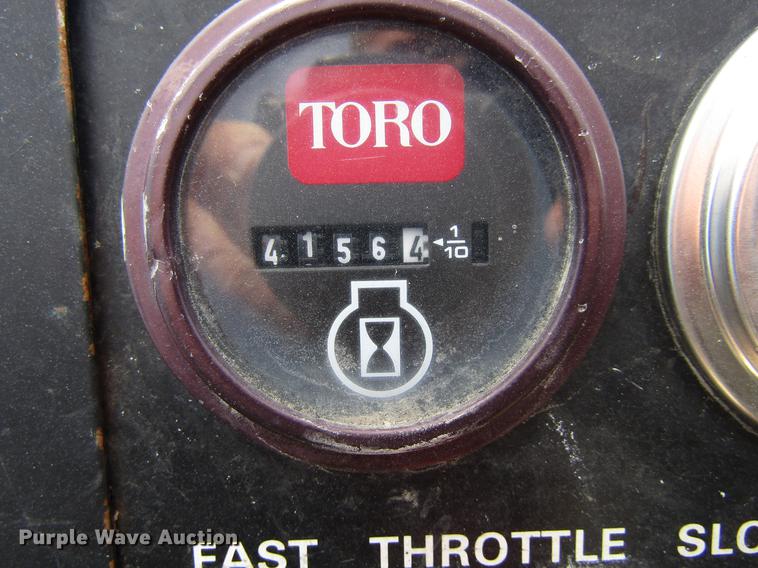 TORO
41564 1/10
FAST THROTTLE SLO
Purple Wave Auction